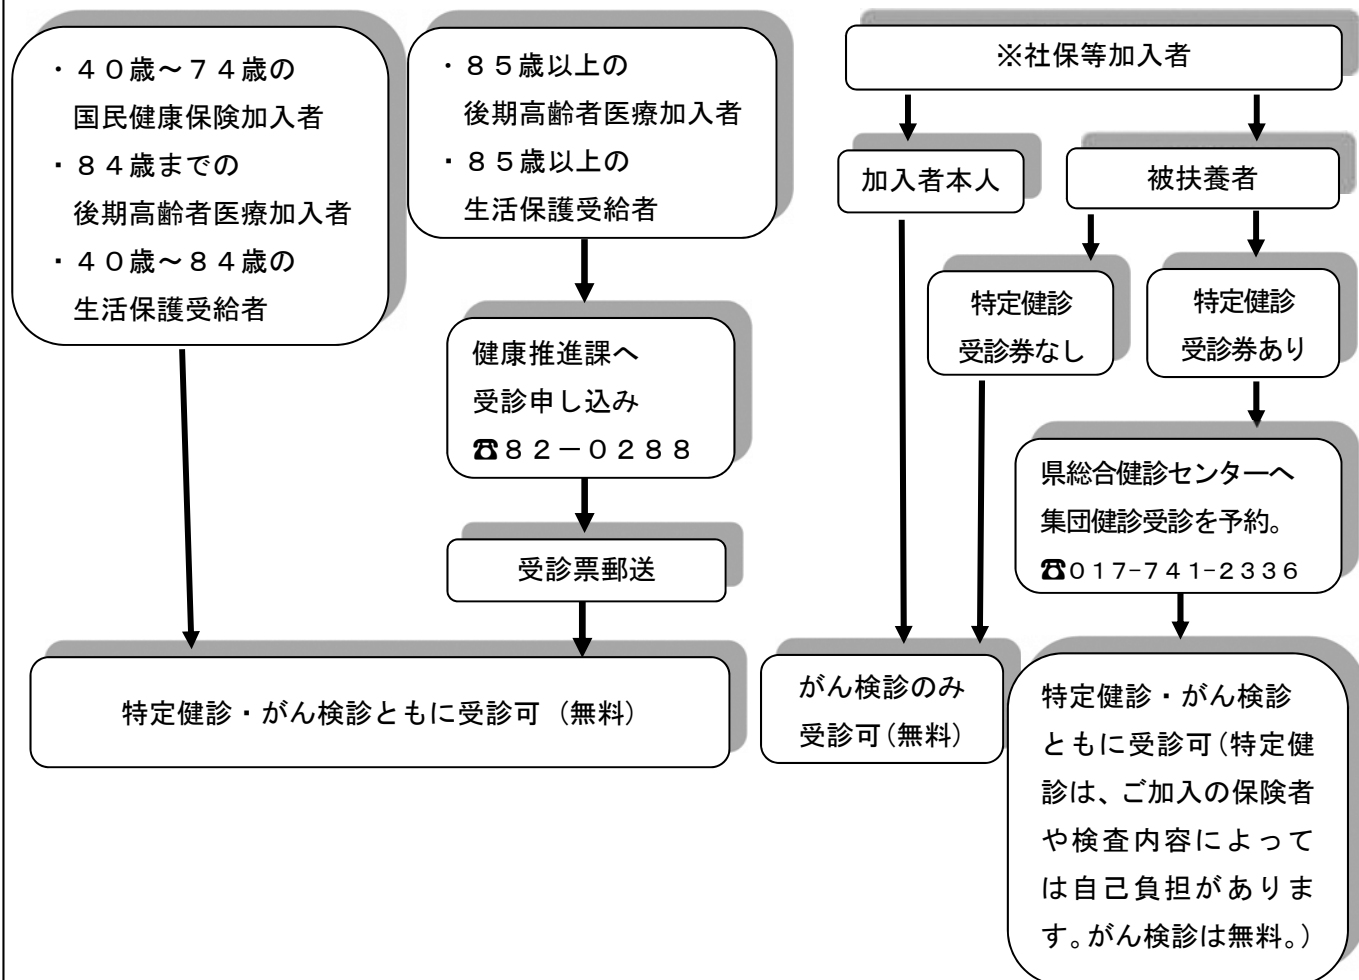 ・４０歳～７４歳の
国民健康保険加入者
・８４歳までの
後期高齢者医療加入者
・４０歳～８４歳の
生活保護受給者
・８５歳以上の
後期高齢者医療加入者
・８５歳以上の
生活保護受給者
健康推進課へ
受診申し込み
☎８２－０２８８
受診票郵送
特定健診・がん検診ともに受診可（無料）
※社保等加入者
加入者本人
被扶養者
特定健診
受診券なし
特定健診
受診券あり
県総合健診センターへ
集団健診受診を予約。
☎０１７-７４１-２３３６
がん検診のみ
受診可（無料）
特定健診・がん検診
ともに受診可（特定健
診は、ご加入の保険者
や検査内容によって
は自己負担がありま
す。がん検診は無料。）